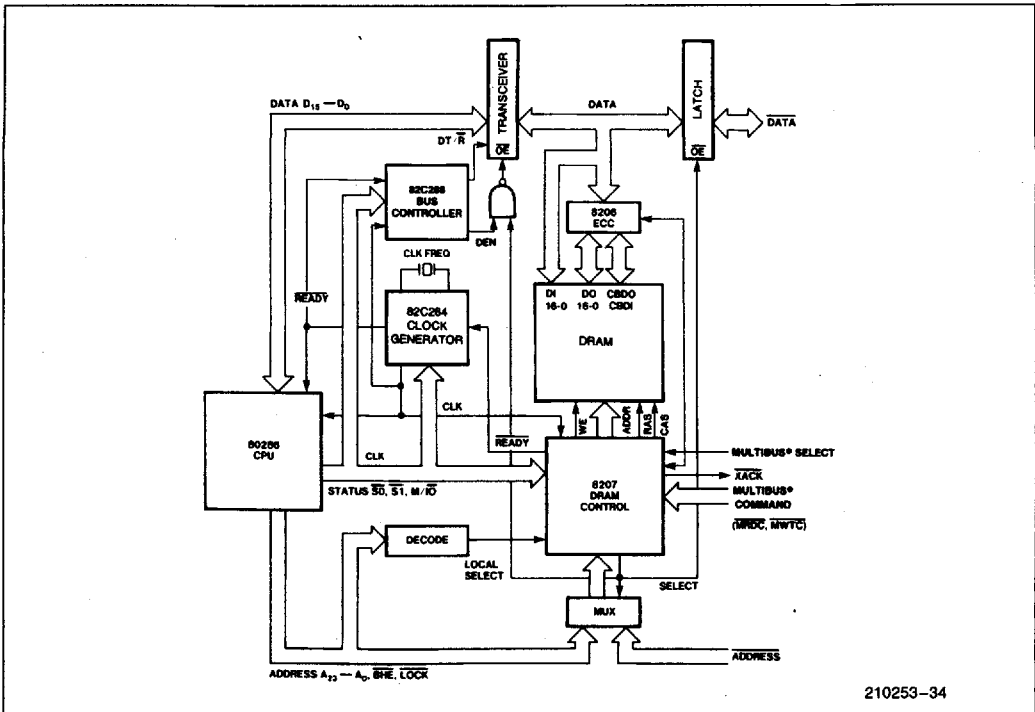 DATA D15 — D0
TRANSCEIVER
OE
DATA
LATCH
OE
DATA
DT/R
82C288
BUS
CONTROLLER
DEN
8206
ECC
CLK FREQ
READY
82C284
CLOCK
GENERATOR
DI
16-0
DO
16-0
CBDO
CBDI
DRAM
80286
CPU
CLK
READY
WE
ADDR
RAS
CAS
CLK
STATUS S0, S1, M/IO
8207
DRAM
CONTROL
MULTIBUS® SELECT
XACK
MULTIBUS®
COMMAND
(MRDC, MWTC)
DECODE
LOCAL
SELECT
SELECT
MUX
ADDRESS
ADDRESS A23 — A0, BHE, LOCK
210253-34